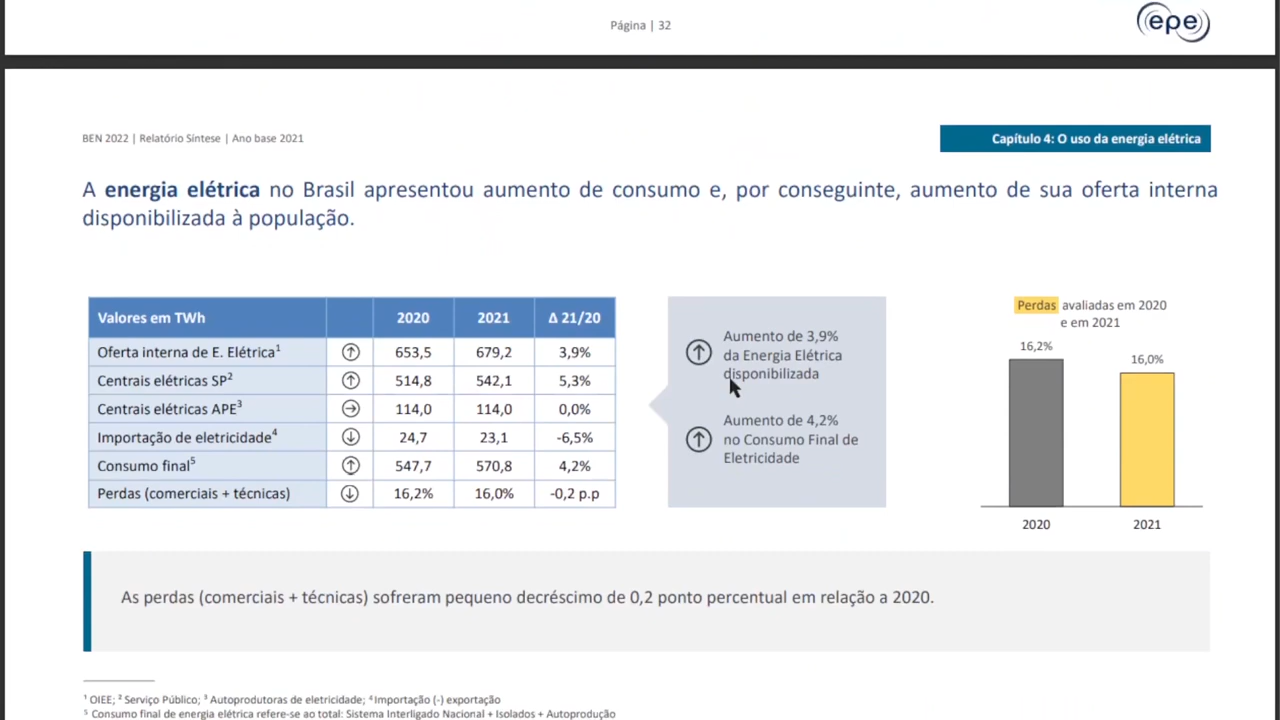 Página | 32
epe
BEN 2022 | Relatório Síntese | Ano base 2021
Capítulo 4: O uso da energia elétrica
A energia elétrica no Brasil apresentou aumento de consumo e, por conseguinte, aumento de sua oferta interna
disponibilizada à população.
Valores em TWh 2020 2021 Δ 21/20
Oferta interna de E. Elétrica¹ 653,5 679,2 3,9%
Centrais elétricas SP² 514,8 542,1 5,3%
Centrais elétricas APE³ 114,0 114,0 0,0%
Importação de eletricidade⁴ 24,7 23,1 -6,5%
Consumo final⁵ 547,7 570,8 4,2%
Perdas (comerciais + técnicas) 16,2% 16,0% -0,2 p.p
Aumento de 3,9%
da Energia Elétrica
disponibilizada
Aumento de 4,2%
no Consumo Final de
Eletricidade
Perdas avaliadas em 2020
e em 2021
16,2%
16,0%
2020 2021
As perdas (comerciais + técnicas) sofreram pequeno decréscimo de 0,2 ponto percentual em relação a 2020.
¹ OIEE; ² Serviço Público; ³ Autoprodutoras de eletricidade; ⁴ Importação (-) exportação
⁵ Consumo final de energia elétrica refere-se ao total: Sistema Interligado Nacional + Isolados + Autoprodução